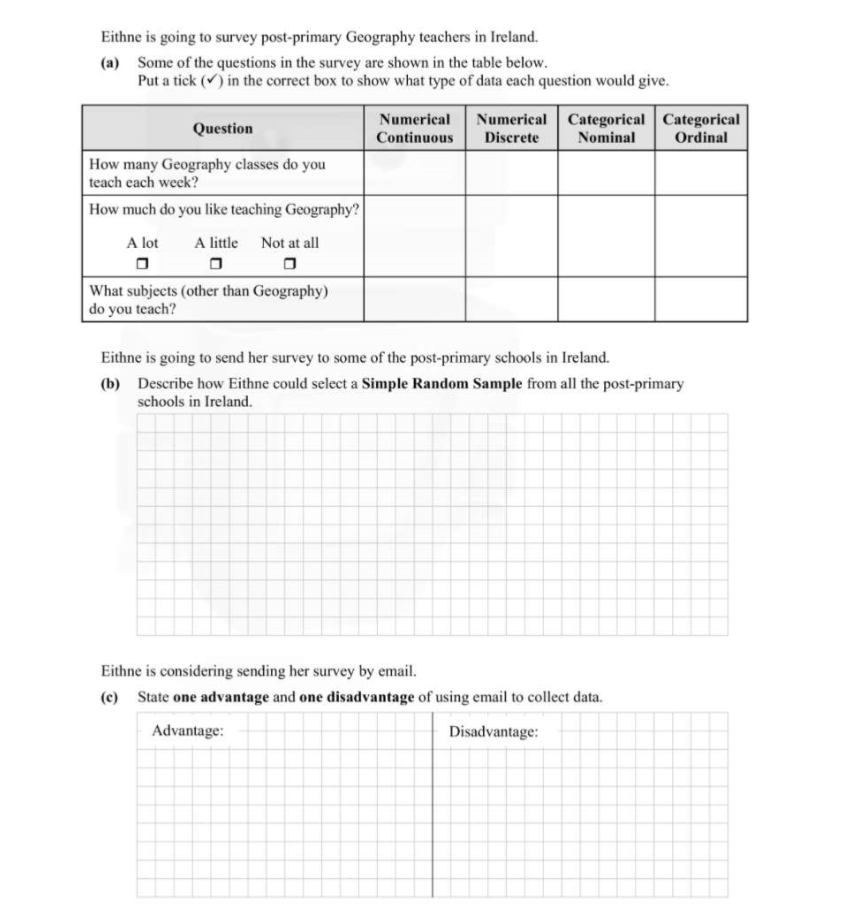 Eithne is going to survey post-primary Geography teachers in Ireland.
(a) Some of the questions in the survey are shown in the table below.
Put a tick (✓) in the correct box to show what type of data each question would give.
Question
Numerical Continuous
Numerical Discrete
Categorical Nominal
Categorical Ordinal
How many Geography classes do you
teach each week?
How much do you like teaching Geography?
A lot A little Not at all
What subjects (other than Geography)
do you teach?
Eithne is going to send her survey to some of the post-primary schools in Ireland.
(b) Describe how Eithne could select a Simple Random Sample from all the post-primary
schools in Ireland.
Eithne is considering sending her survey by email.
(c) State one advantage and one disadvantage of using email to collect data.
Advantage: Disadvantage: